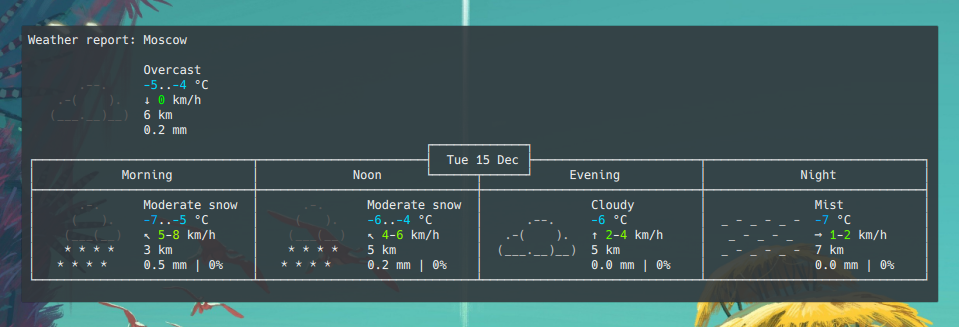 Weather report: Moscow
Overcast
-5..-4 °C
↓ 0 km/h
6 km
0.2 mm
Tue 15 Dec
Morning Noon Evening Night
Moderate snow Moderate snow Cloudy Mist
-7..-5 °C -6..-4 °C -6 °C -7 °C
↖ 5-8 km/h ↖ 4-6 km/h ↑ 2-4 km/h → 1-2 km/h
3 km 5 km 5 km 7 km
0.5 mm | 0% 0.2 mm | 0% 0.0 mm | 0% 0.0 mm | 0%